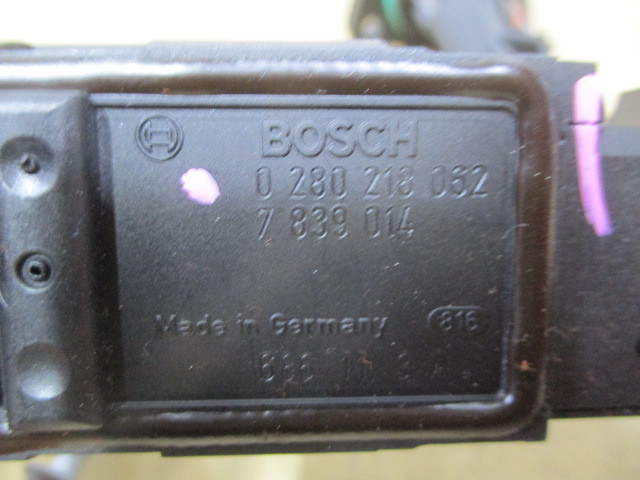 BOSCH
0 280 218 062
7 839 014
Made in Germany 816